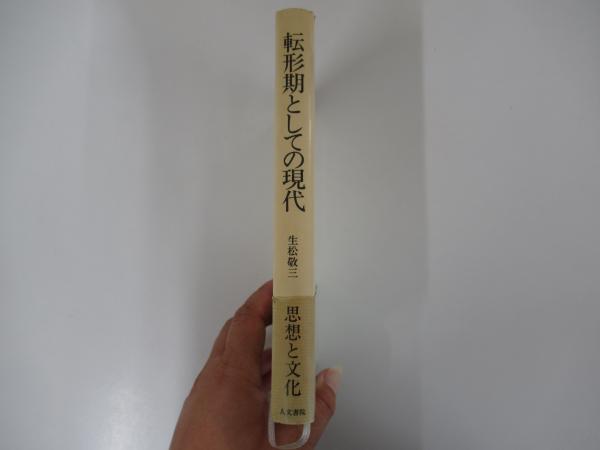 転形期としての現代
生松敬三
思想と文化
人文書院